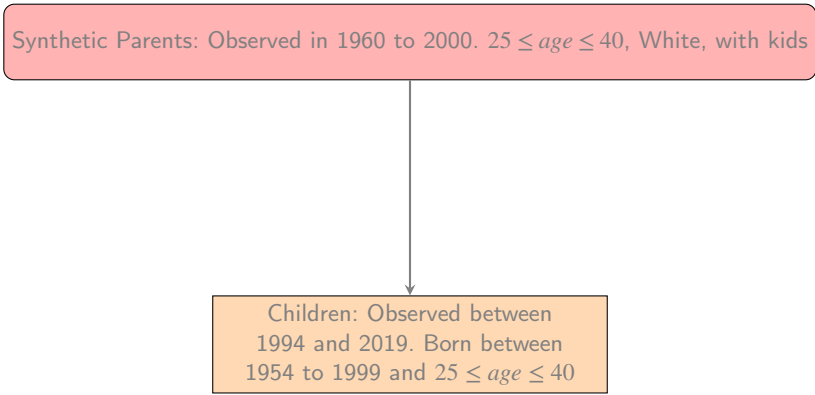 Synthetic Parents: Observed in 1960 to 2000. 25 ≤ age ≤ 40, White, with kids
Children: Observed between
1994 and 2019. Born between
1954 to 1999 and 25 ≤ age ≤ 40